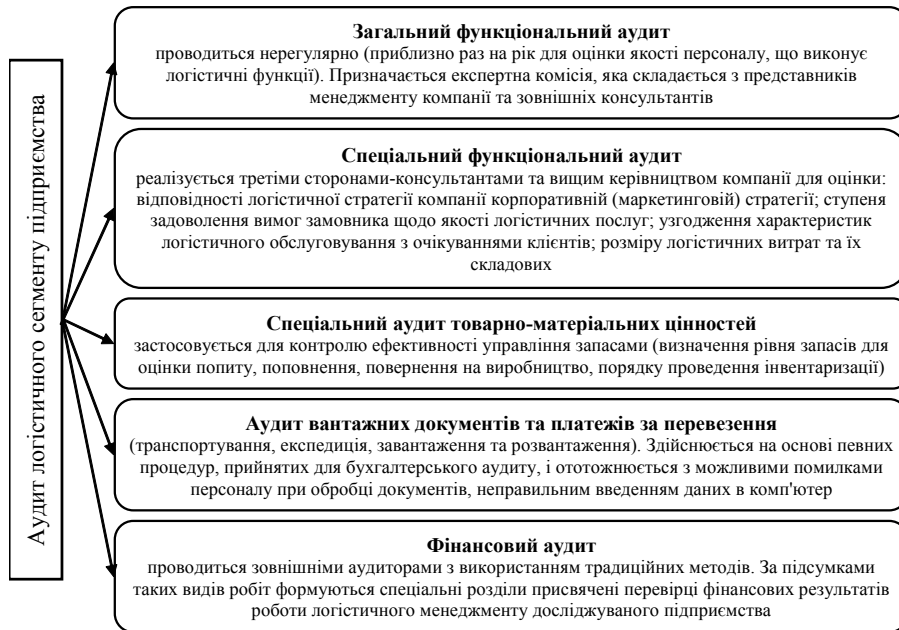 Аудит логістичного сегменту підприємства
Загальний функціональний аудит
проводиться нерегулярно (приблизно раз на рік для оцінки якості персоналу, що виконує
логістичні функції). Призначається експертна комісія, яка складається з представників
менеджменту компанії та зовнішніх консультантів
Спеціальний функціональний аудит
реалізується третіми сторонами-консультантами та вищим керівництвом компанії для оцінки:
відповідності логістичної стратегії компанії корпоративній (маркетинговій) стратегії; ступеня
задоволення вимог замовника щодо якості логістичних послуг; узгодження характеристик
логістичного обслуговування з очікуваннями клієнтів; розміру логістичних витрат та їх
складових
Спеціальний аудит товарно-матеріальних цінностей
застосовується для контролю ефективності управління запасами (визначення рівня запасів для
оцінки попиту, поповнення, повернення на виробництво, порядку проведення інвентаризації)
Аудит вантажних документів та платежів за перевезення
(транспортування, експедиція, завантаження та розвантаження). Здійснюється на основі певних
процедур, прийнятих для бухгалтерського аудиту, і ототожнюється з можливими помилками
персоналу при обробці документів, неправильним введенням даних в комп'ютер
Фінансовий аудит
проводиться зовнішніми аудиторами з використанням традиційних методів. За підсумками
таких видів робіт формуються спеціальні розділи присвячені перевірці фінансових результатів
роботи логістичного менеджменту досліджуваного підприємства